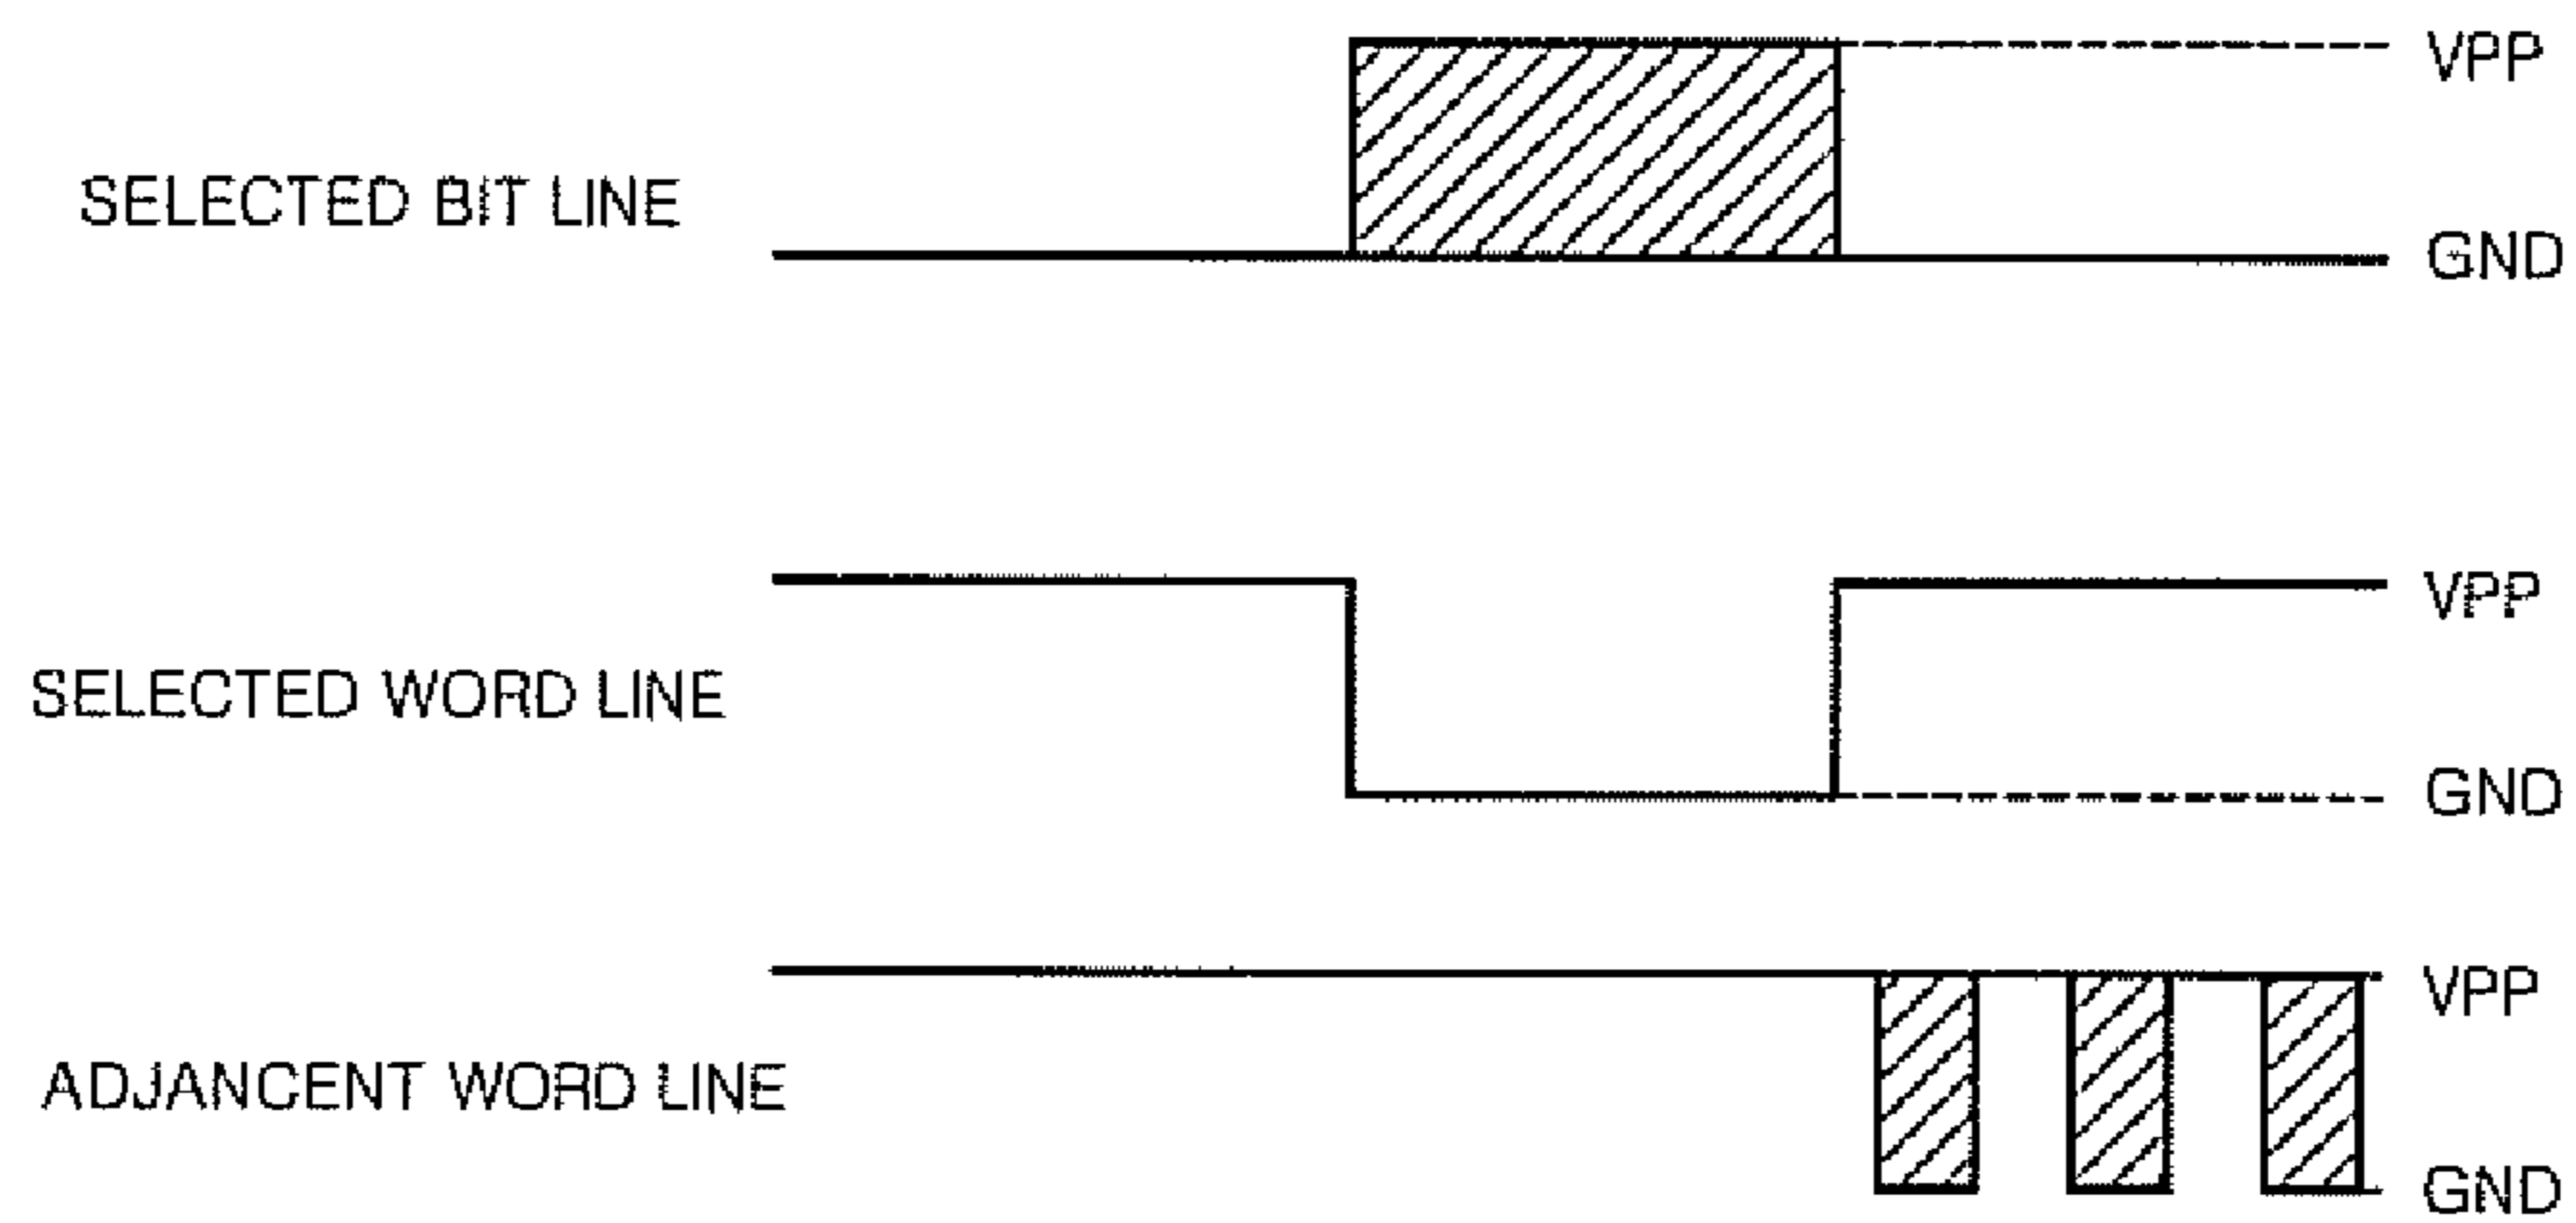 VPP
SELECTED BIT LINE
GND
VPP
SELECTED WORD LINE
GND
VPP
ADJANCENT WORD LINE
GND